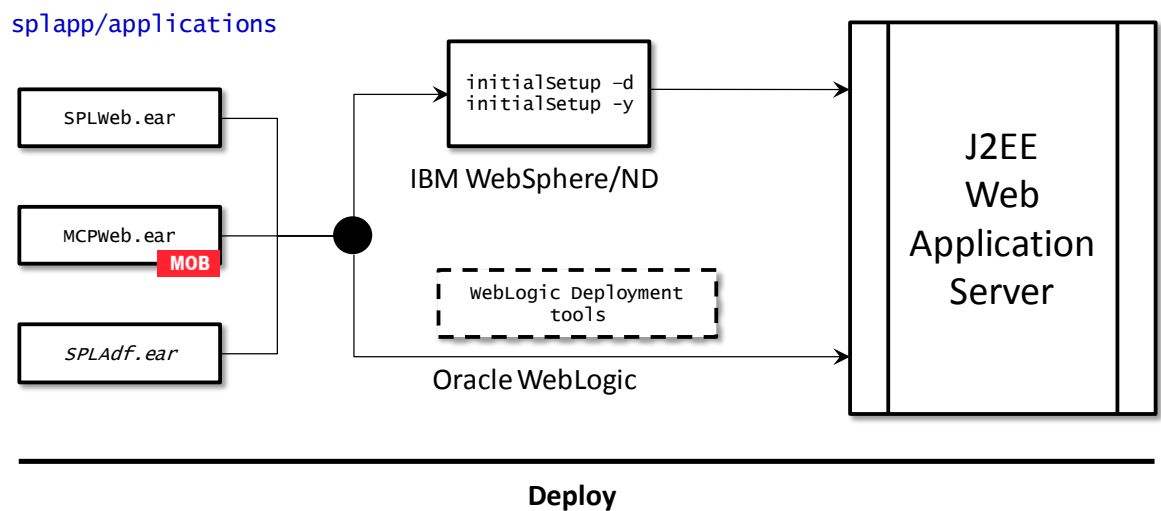 splapp/applications
SPLWeb.ear
MCPWeb.ear
MOB
SPLAdf.ear
initialSetup –d
initialSetup -y
IBM WebSphere/ND
WebLogic Deployment
tools
Oracle WebLogic
J2EE
Web
Application
Server
Deploy